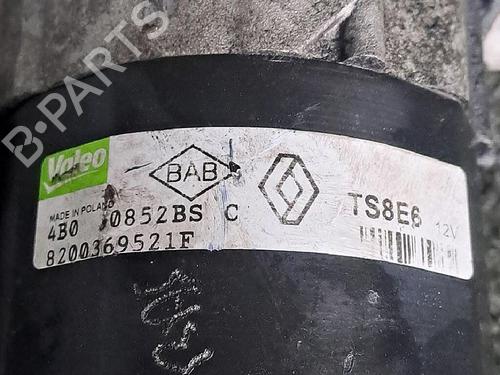 B-PARTS
Valeo
BAB
MADE IN POLAND
TS8E6 12V
4B0 0852BS C
8200369521F